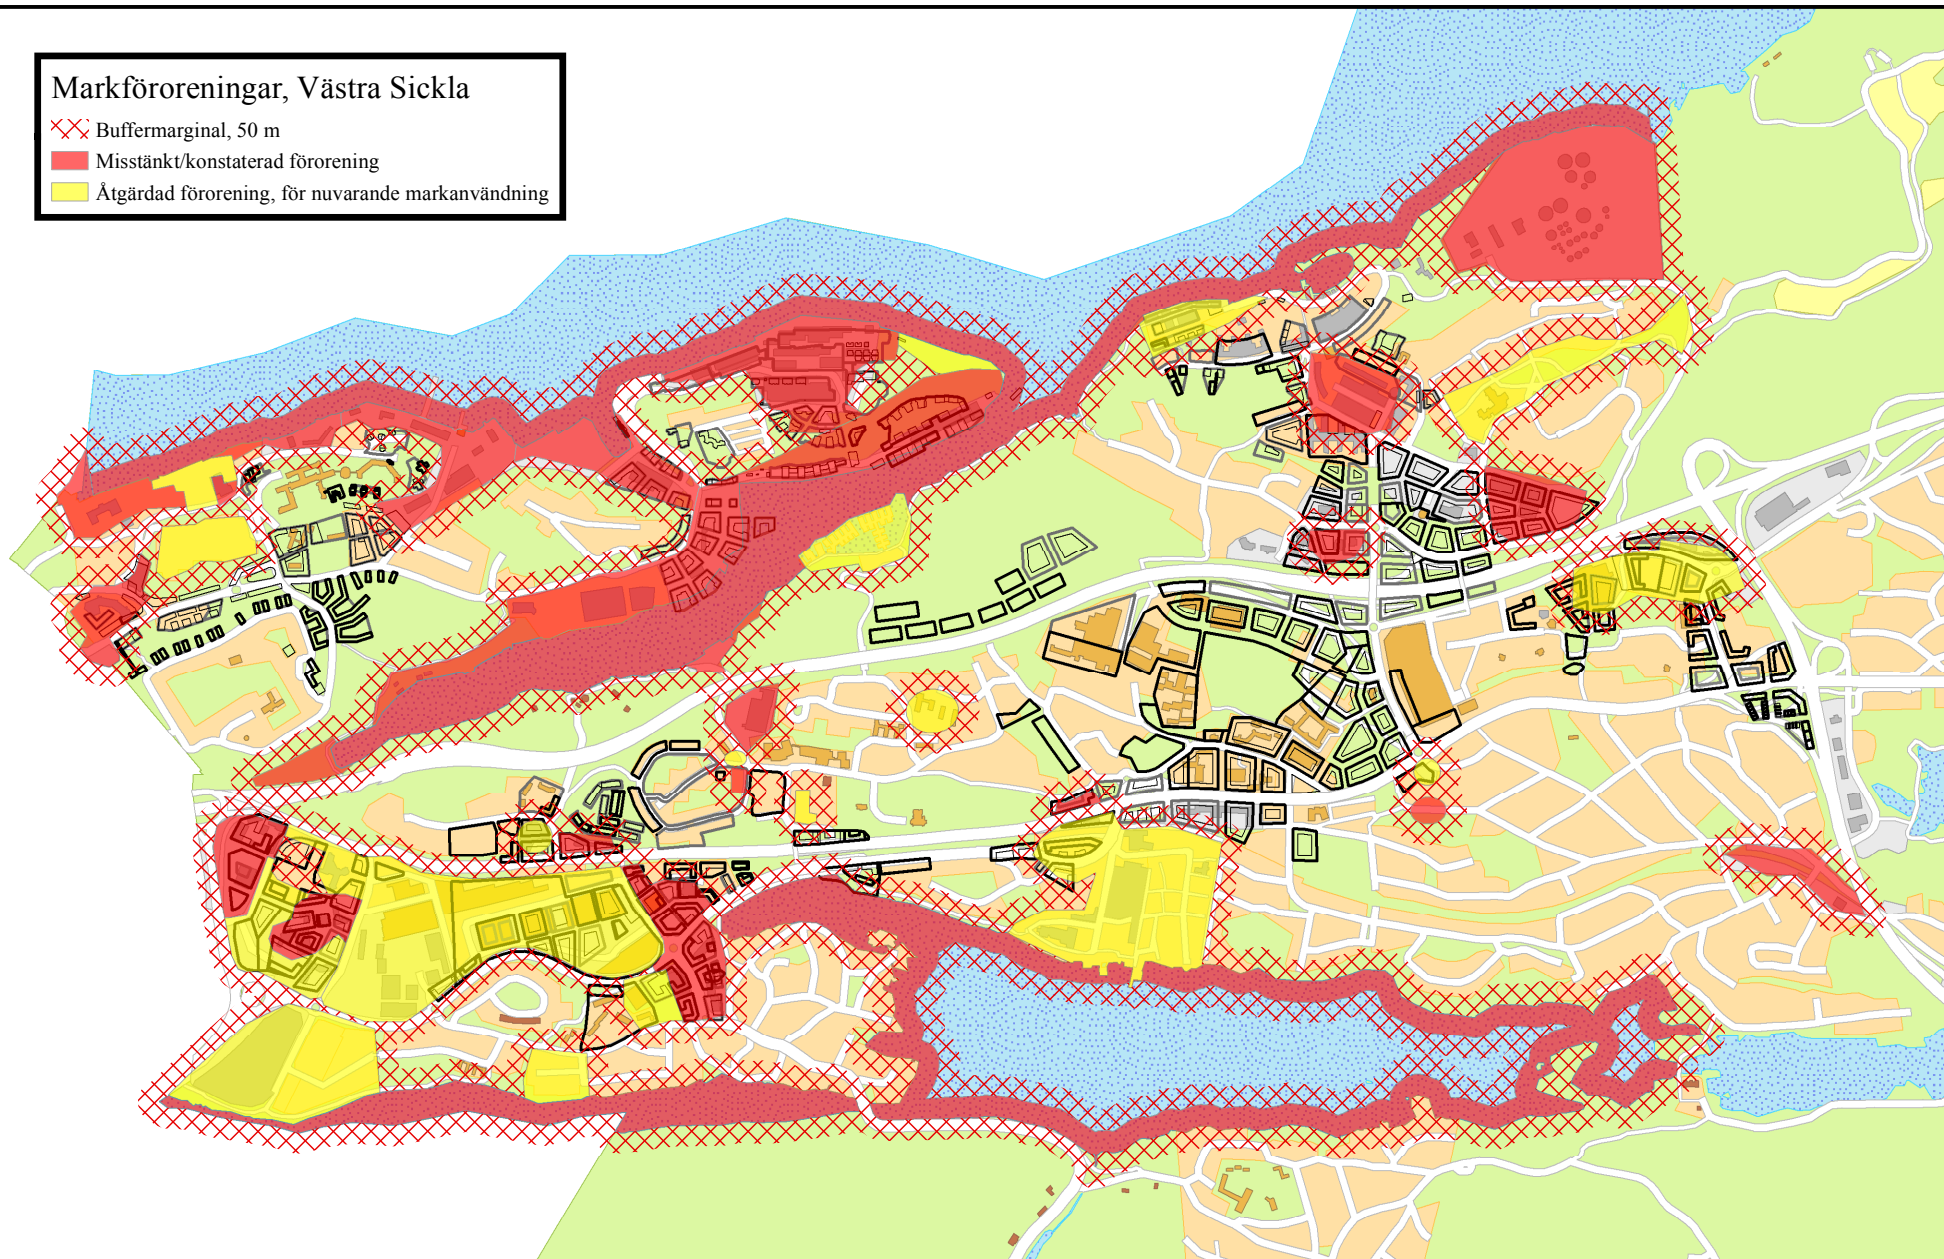 Markföroreningar, Västra Sickla
Buffermarginal, 50 m
Misstänkt/konstaterad förorening
Åtgärdad förorening, för nuvarande markanvändning